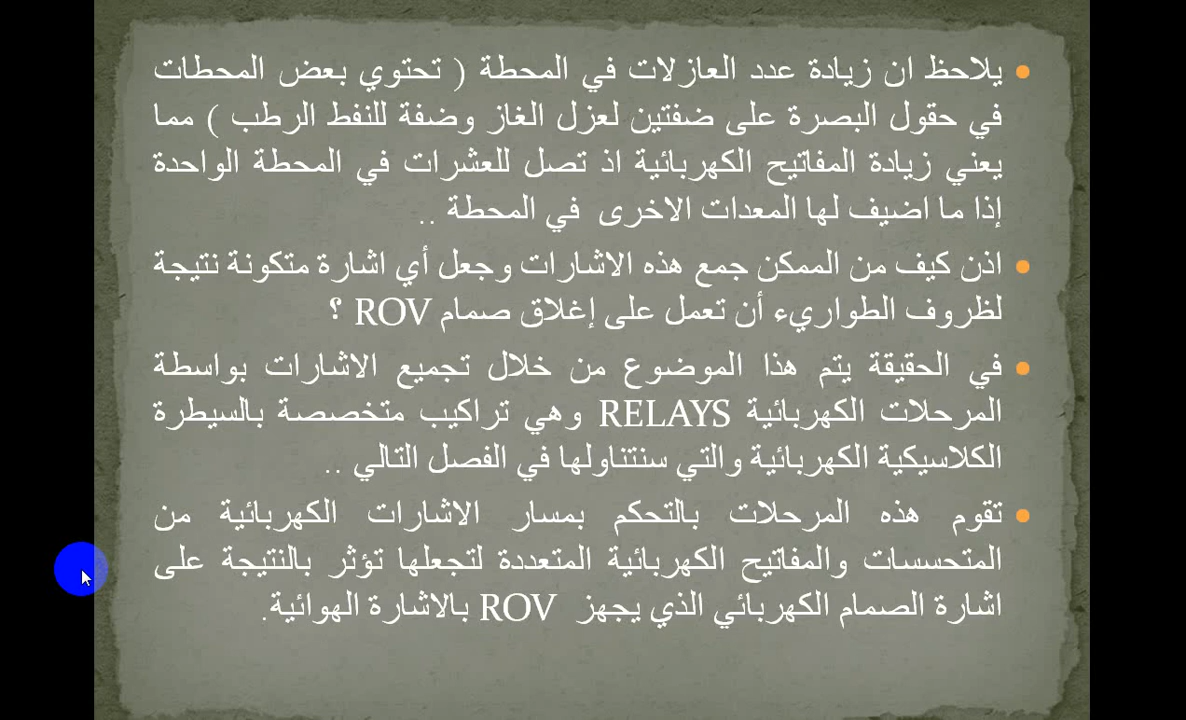 يلاحظ ان زيادة عدد العازلات في المحطة ( تحتوي بعض المحطات
في حقول البصرة على ضفتين لعزل الغاز وضفة للنفط الرطب ) مما
يعني زيادة المفاتيح الكهربائية اذ تصل للعشرات في المحطة الواحدة
إذا ما اضيف لها المعدات الاخرى في المحطة ..
اذن كيف من الممكن جمع هذه الاشارات وجعل أي اشارة متكونة نتيجة
لظروف الطواريء أن تعمل على إغلاق صمام ROV ؟
في الحقيقة يتم هذا الموضوع من خلال تجميع الاشارات بواسطة
المرحلات الكهربائية RELAYS وهي تراكيب متخصصة بالسيطرة
الكلاسيكية الكهربائية والتي سنتناولها في الفصل التالي ..
تقوم هذه المرحلات بالتحكم بمسار الاشارات الكهربائية من
المتحسسات والمفاتيح الكهربائية المتعددة لتجعلها تؤثر بالنتيجة على
اشارة الصمام الكهربائي الذي يجهز ROV بالاشارة الهوائية.